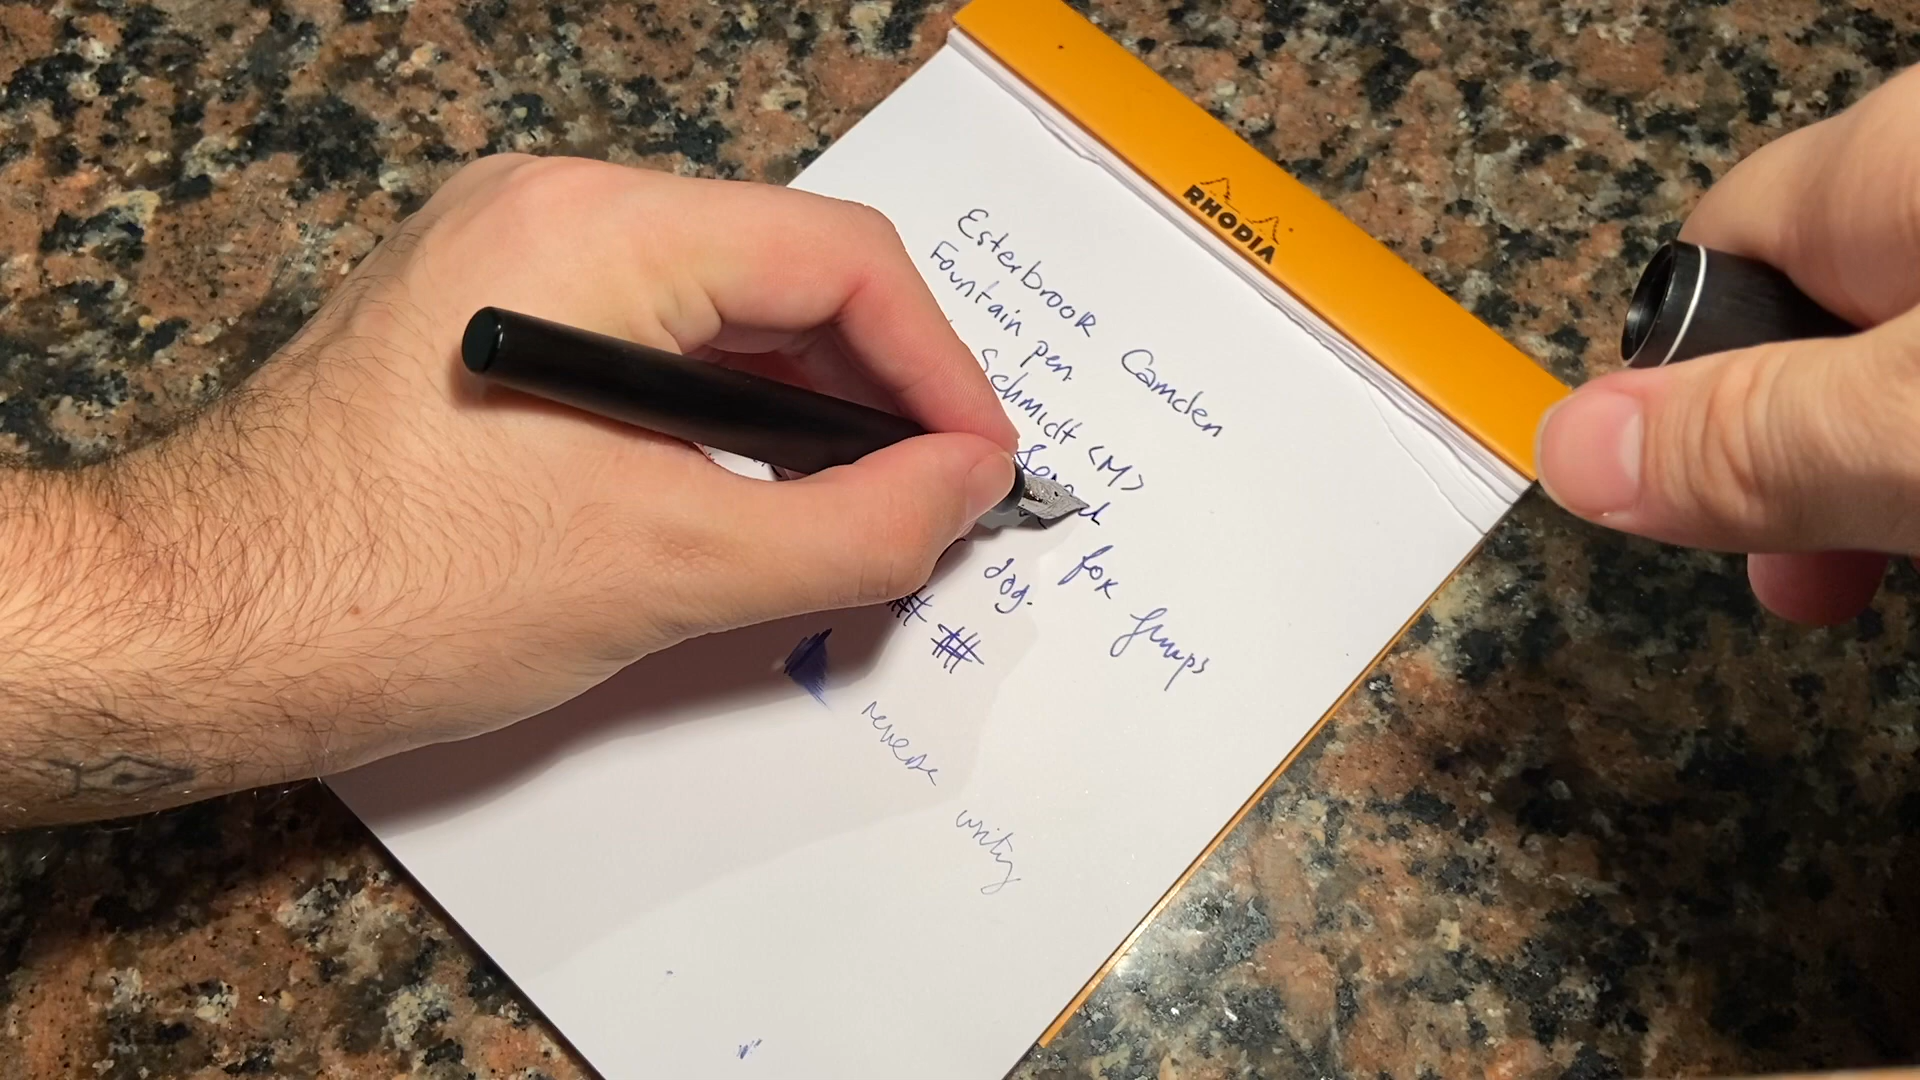 RHODIA
Esterbrook Camden
Fountain pen
Schmidt <M>
fox jumps
dog.
reverse writing